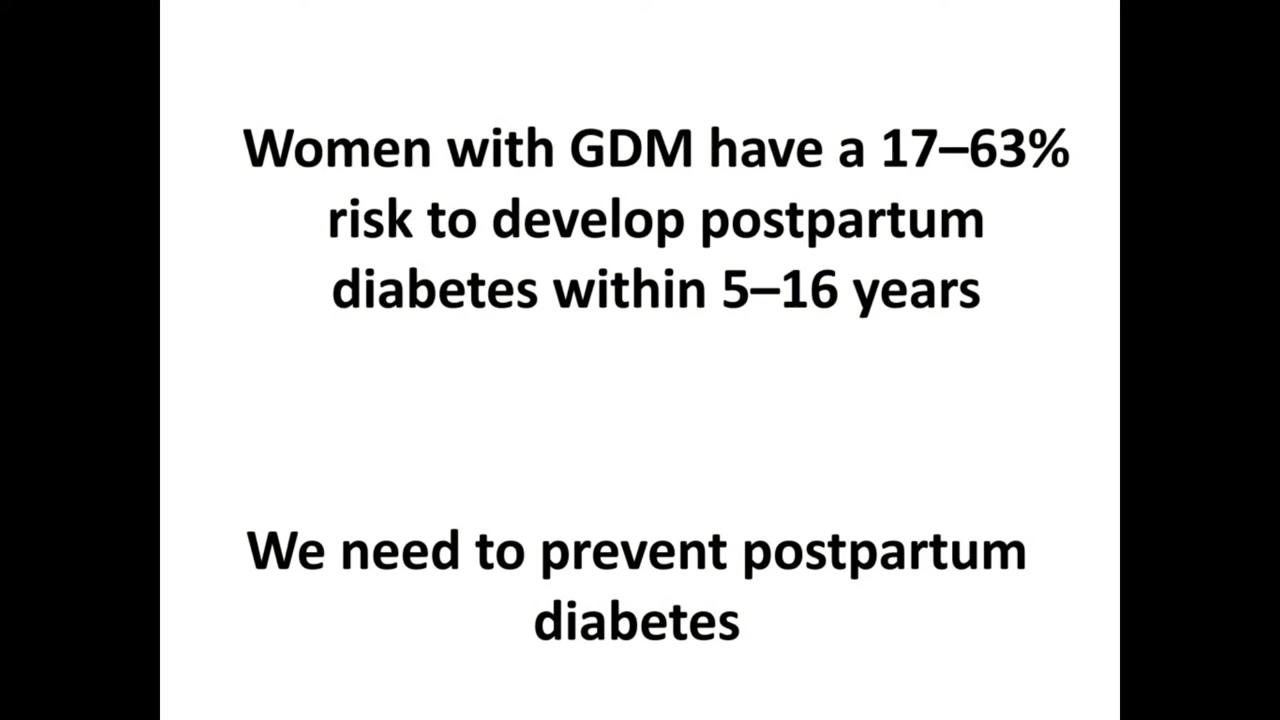 Women with GDM have a 17–63%
risk to develop postpartum
diabetes within 5–16 years
We need to prevent postpartum
diabetes